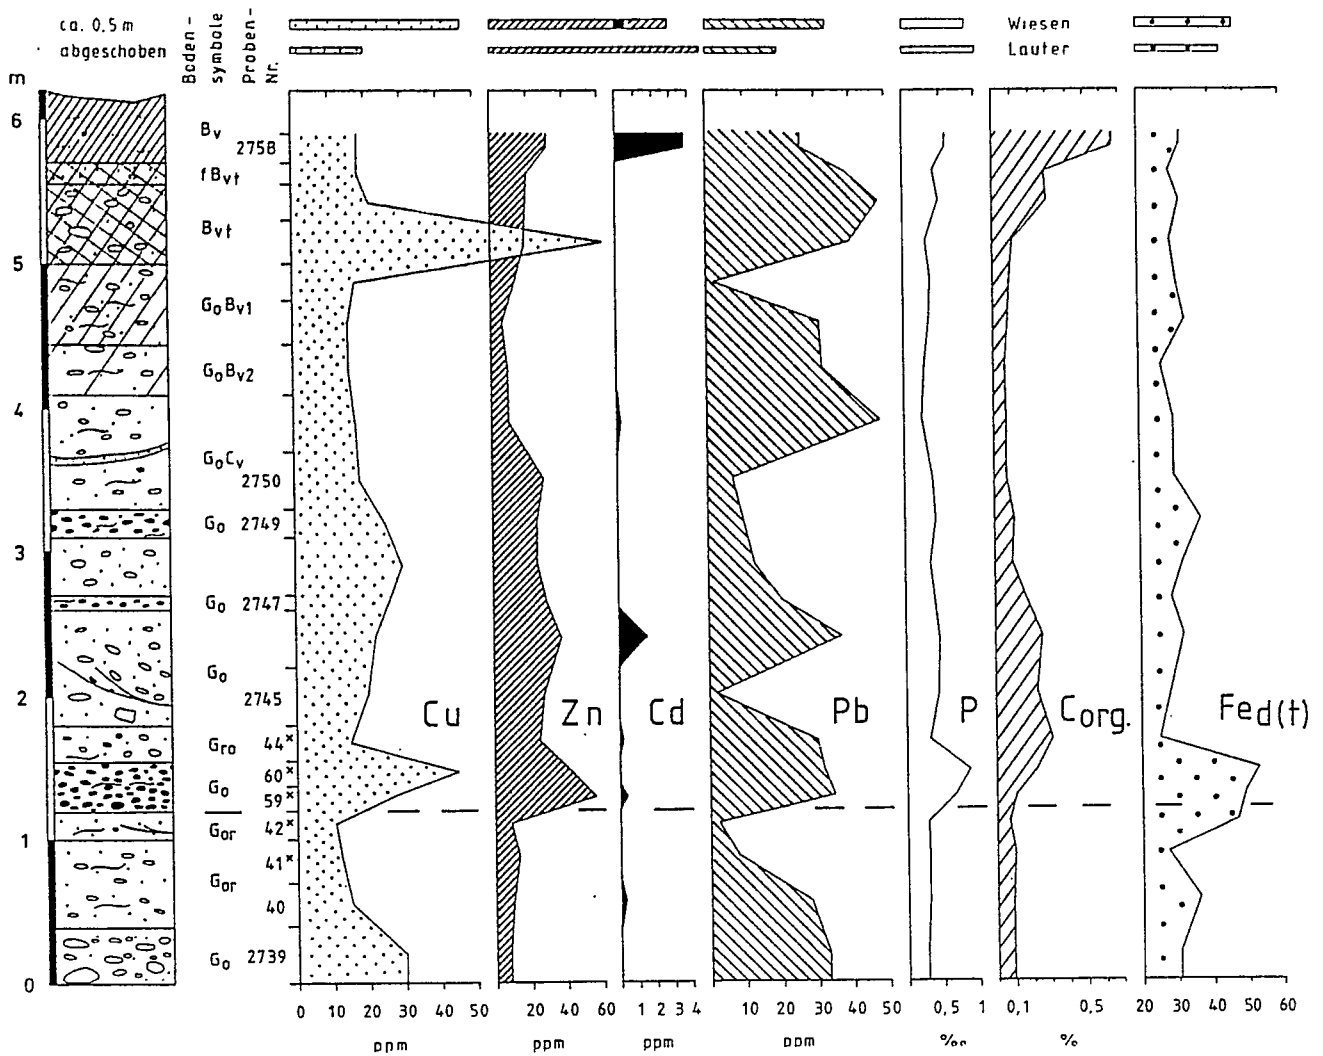 ca. 0.5 m
abgeschoben
Boden-
symbole
Proben-
Nr.
Wiesen
Lauter
m
6
5
4
3
2
1
0
Bv
2758
fBvt
Bvt
GoBv1
GoBv2
GoCv
2750
Go 2749
Go 2747
Go
2745
Gro 44x
60x
Go
59x
Gor 42x
41x
Gor
40
Go 2739
Cu Zn Cd Pb P Corg. Fed(t)
0 10 20 30 40 50
20 40 60
1 2 3 4
10 20 30 40 50
0,5 1
0,1 0,5
20 30 40 50 60
ppm ppm ppm ppm ‰ %